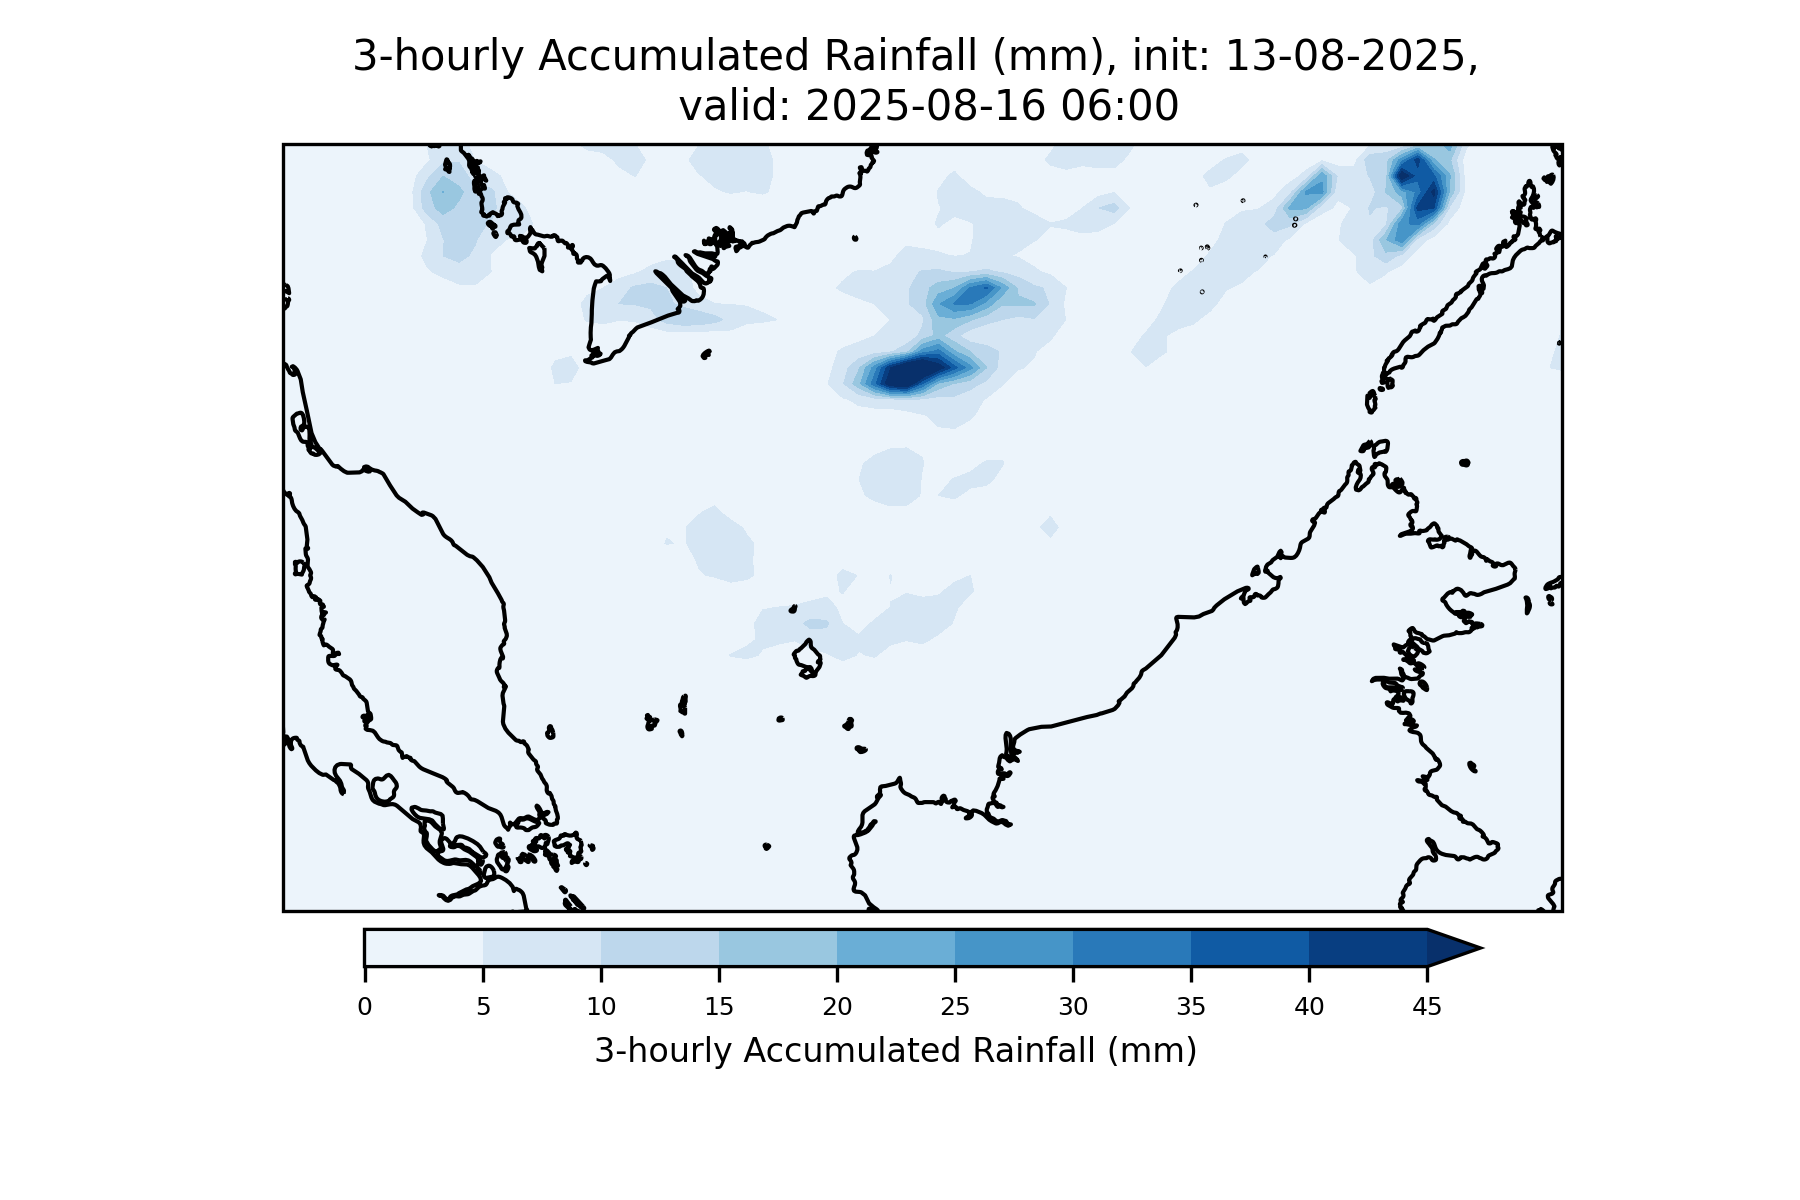 3-hourly Accumulated Rainfall (mm), init: 13-08-2025,
valid: 2025-08-16 06:00
0 5 10 15 20 25 30 35 40 45
3-hourly Accumulated Rainfall (mm)